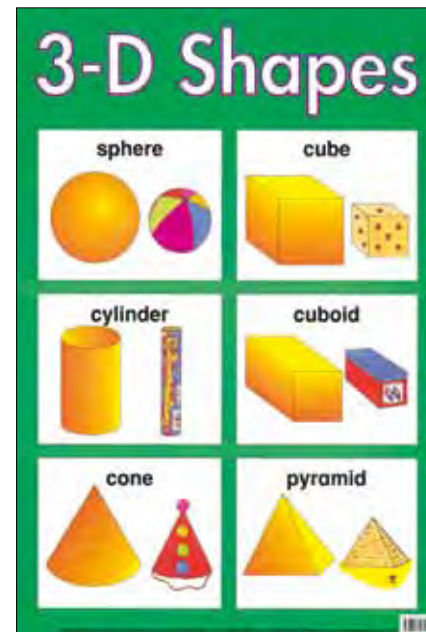 3-D Shapes
sphere
cube
cylinder
cuboid
cone
pyramid